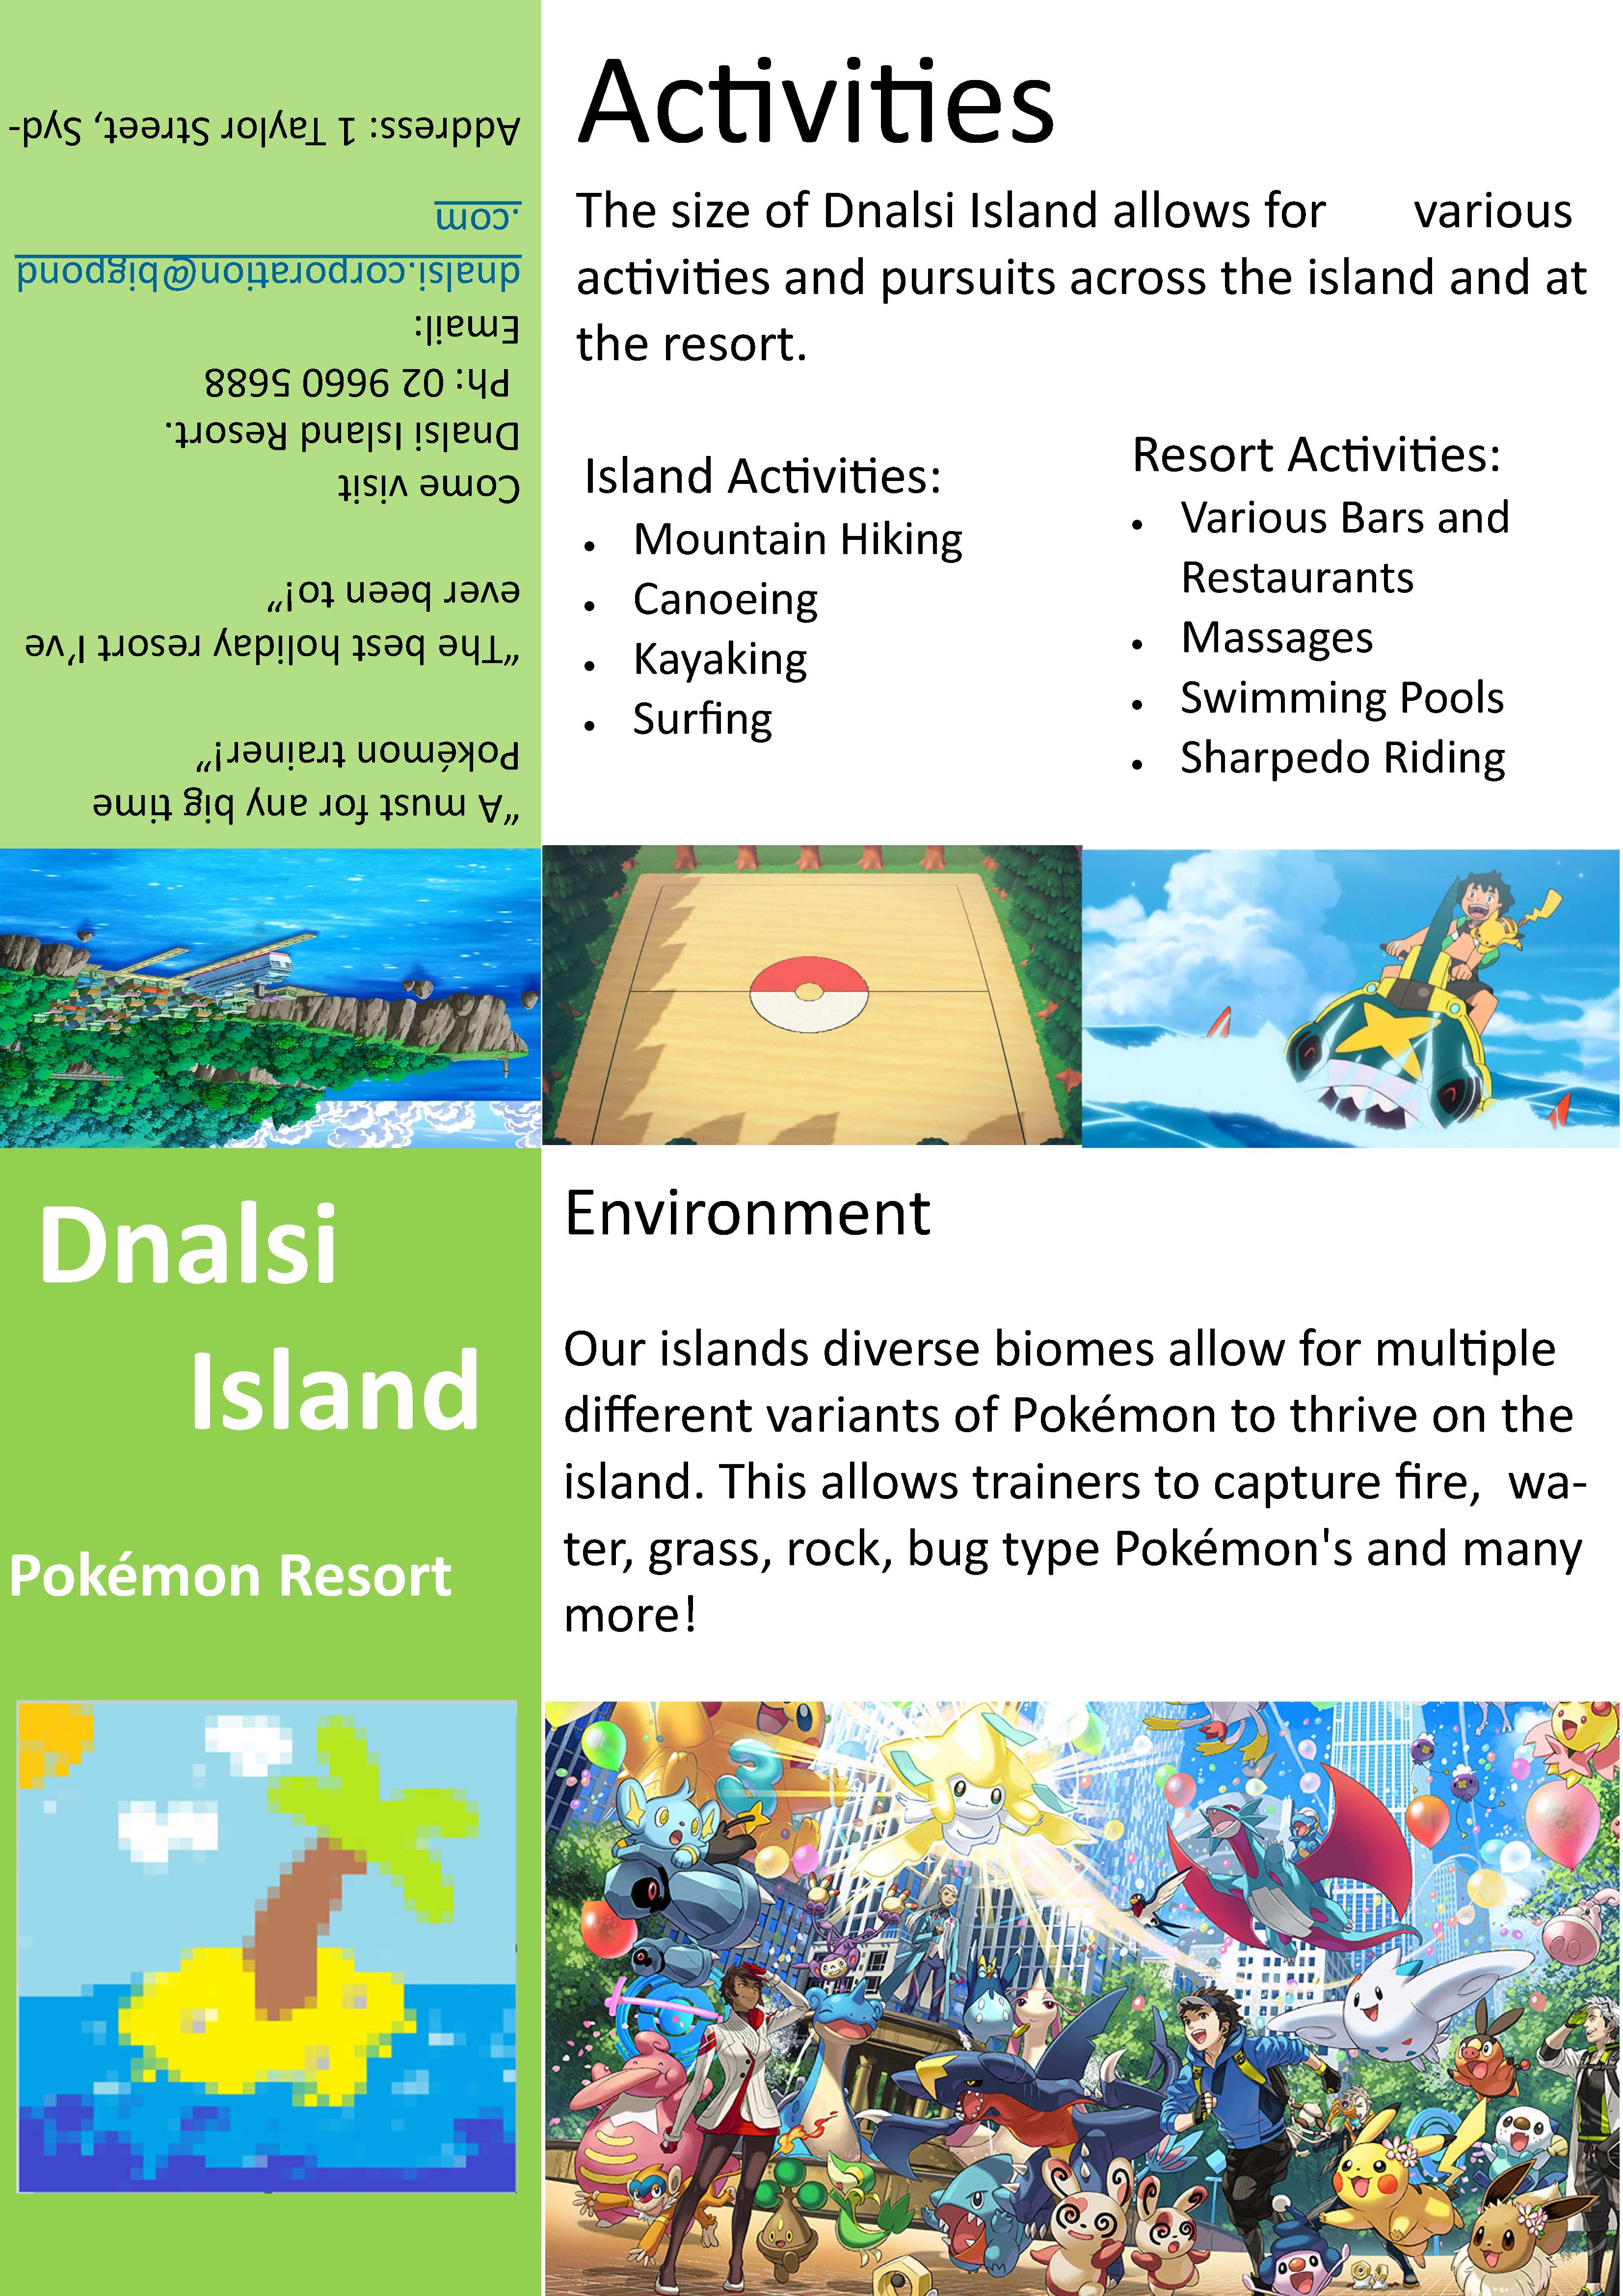 “A must for any big time
Pokémon trainer!”
“The best holiday resort I’ve
ever been to!”
Come visit
Dnalsi Island Resort.
Ph: 02 9660 5688
Email:
dnalsi.corporation@bigpond
.com
Address: 1 Taylor Street, Syd-
Activities
The size of Dnalsi Island allows for various
activities and pursuits across the island and at
the resort.
Island Activities:
• Mountain Hiking
• Canoeing
• Kayaking
• Surfing
Resort Activities:
• Various Bars and
Restaurants
• Massages
• Swimming Pools
• Sharpedo Riding
Dnalsi
Island
Pokémon Resort
Environment
Our islands diverse biomes allow for multiple
different variants of Pokémon to thrive on the
island. This allows trainers to capture fire, wa-
ter, grass, rock, bug type Pokémon's and many
more!